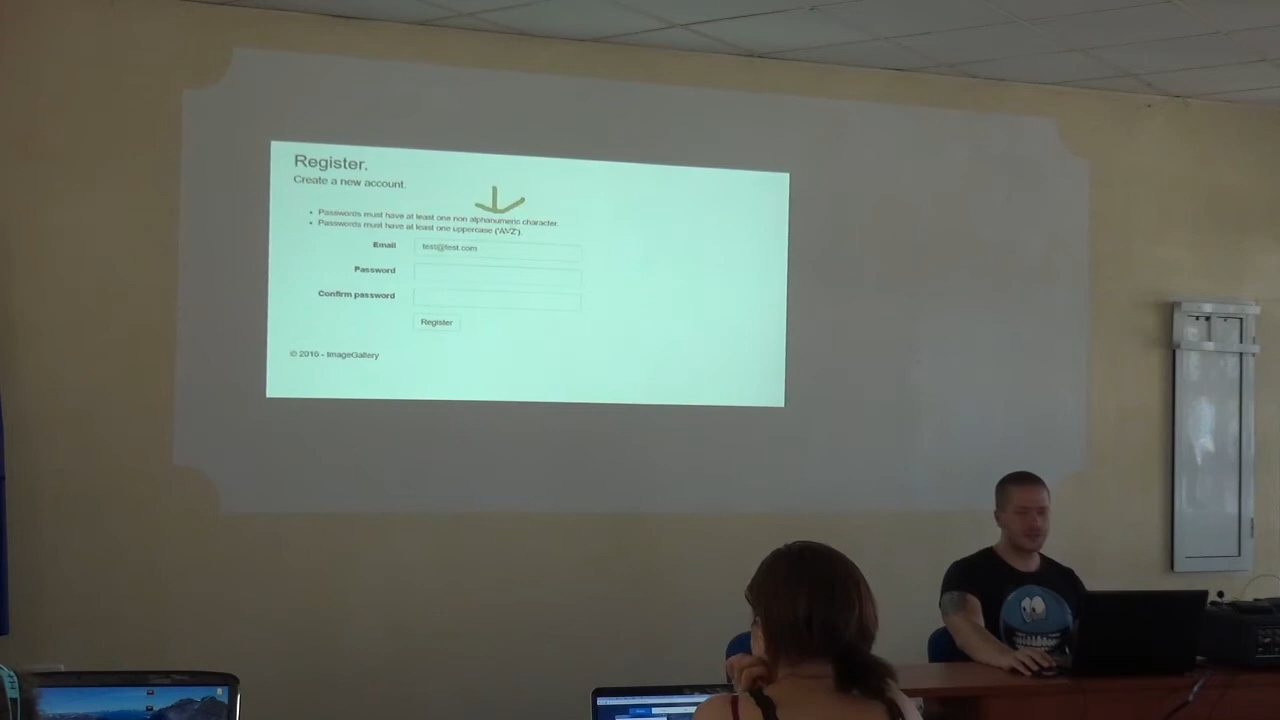 Register.
Create a new account.
• Passwords must have at least one non alphanumeric character.
• Passwords must have at least one uppercase ('A'-'Z').
Email test@test.com
Password
Confirm password
Register
© 2016 - ImageGallery